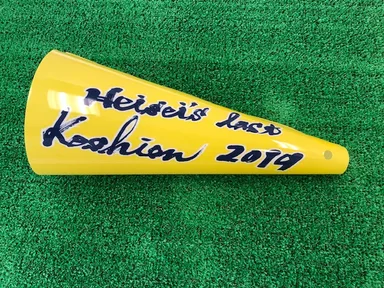 Heisei's last
Koshien 2019